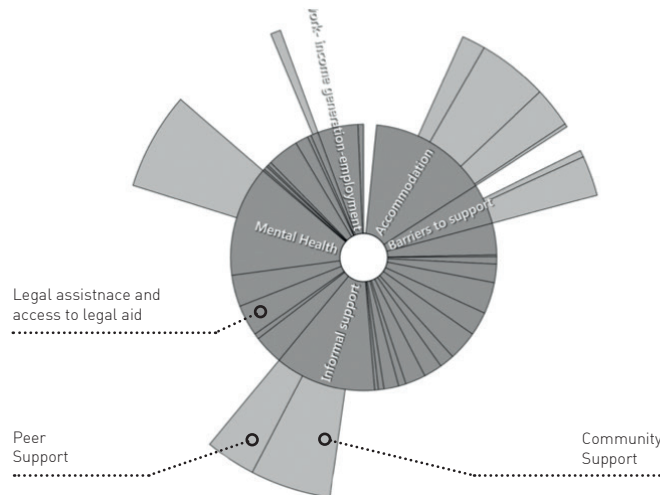 work- income generation-employment
Accommodation
Barriers to support
Mental Health
Informal support
Legal assistnace and
access to legal aid
Peer
Support
Community
Support